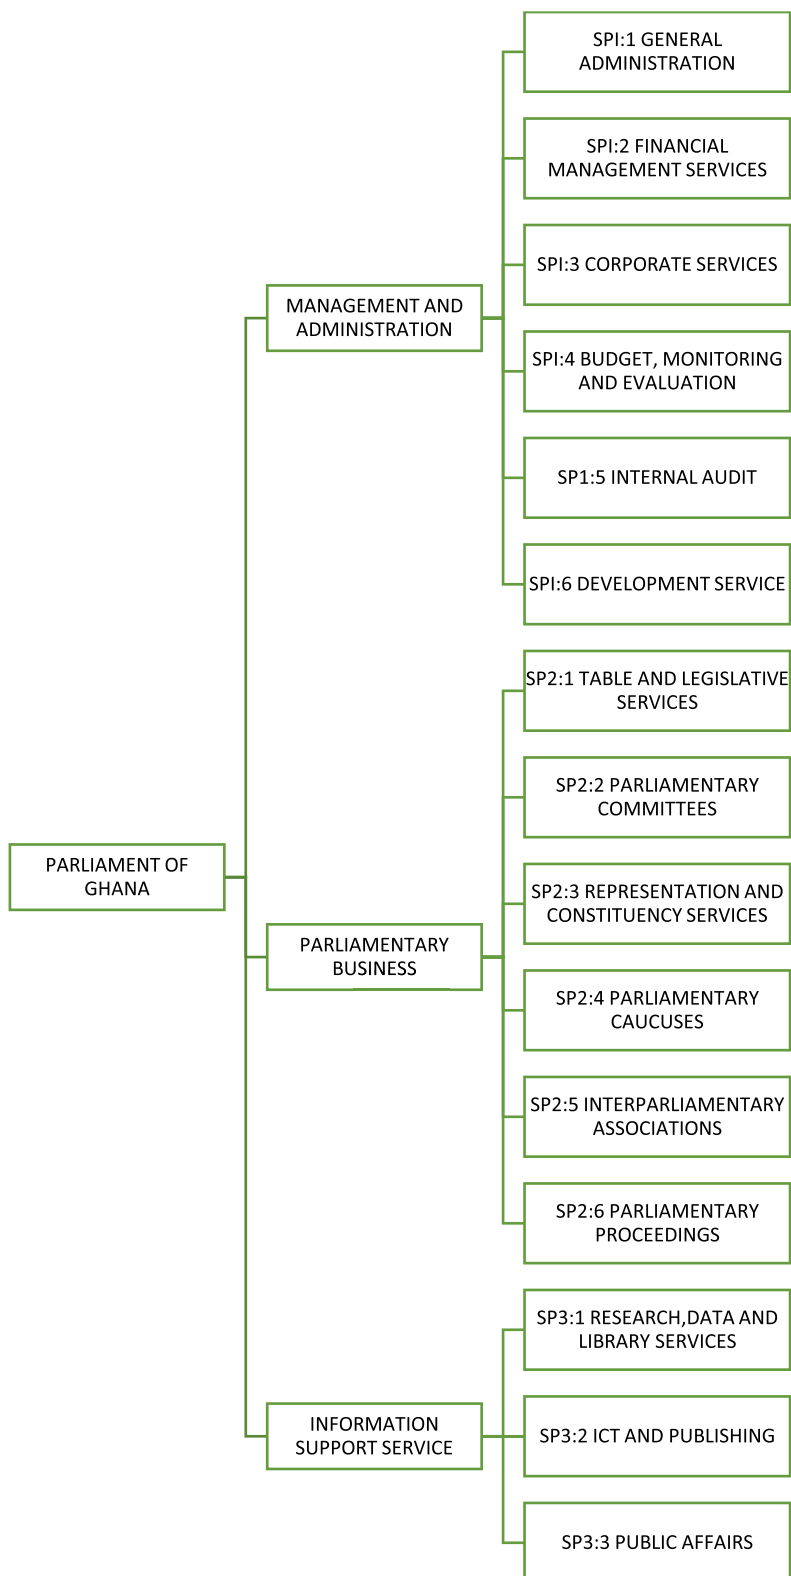 SPI:1 GENERAL
ADMINISTRATION
SPI:2 FINANCIAL
MANAGEMENT SERVICES
SPI:3 CORPORATE SERVICES
MANAGEMENT AND
ADMINISTRATION
SPI:4 BUDGET, MONITORING
AND EVALUATION
SP1:5 INTERNAL AUDIT
SPI:6 DEVELOPMENT SERVICE
SP2:1 TABLE AND LEGISLATIVE
SERVICES
SP2:2 PARLIAMENTARY
COMMITTEES
PARLIAMENT OF
GHANA
SP2:3 REPRESENTATION AND
CONSTITUENCY SERVICES
PARLIAMENTARY
BUSINESS
SP2:4 PARLIAMENTARY
CAUCUSES
SP2:5 INTERPARLIAMENTARY
ASSOCIATIONS
SP2:6 PARLIAMENTARY
PROCEEDINGS
SP3:1 RESEARCH,DATA AND
LIBRARY SERVICES
INFORMATION
SUPPORT SERVICE
SP3:2 ICT AND PUBLISHING
SP3:3 PUBLIC AFFAIRS